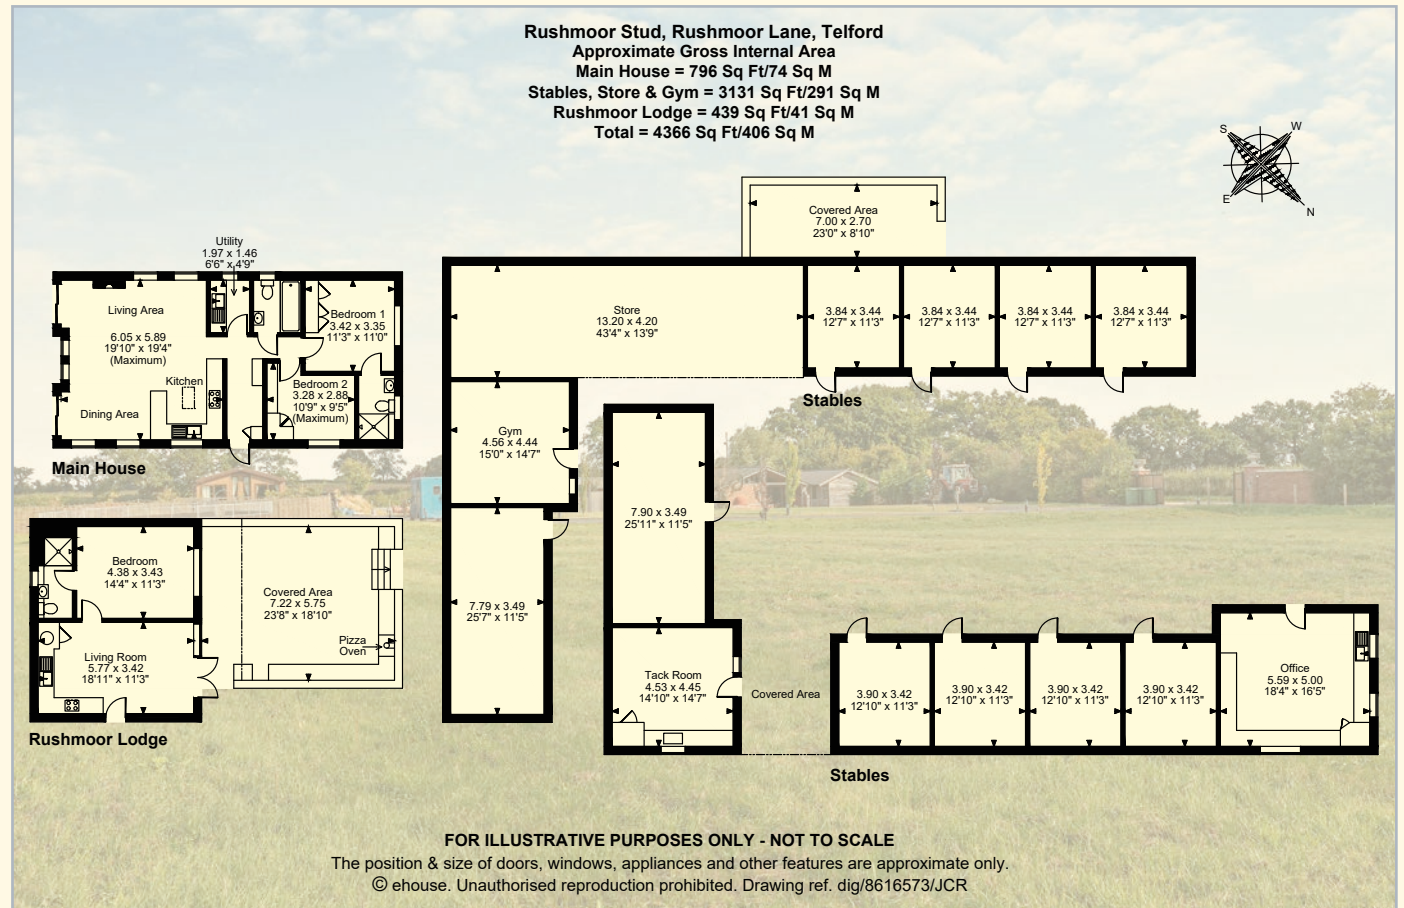 Rushmoor Stud, Rushmoor Lane, Telford
Approximate Gross Internal Area
Main House = 796 Sq Ft/74 Sq M
Stables, Store & Gym = 3131 Sq Ft/291 Sq M
Rushmoor Lodge = 439 Sq Ft/41 Sq M
Total = 4366 Sq Ft/406 Sq M
S
W
E
N
Covered Area
7.00 x 2.70
23'0" x 8'10"
Utility
1.97 x 1.46
6'6" x 4'9"
Living Area
6.05 x 5.89
19'10" x 19'4"
(Maximum)
Kitchen
Dining Area
Bedroom 1
3.42 x 3.35
11'3" x 11'0"
Bedroom 2
3.28 x 2.88
10'9" x 9'5"
(Maximum)
Main House
Store
13.20 x 4.20
43'4" x 13'9"
3.84 x 3.44
12'7" x 11'3"
3.84 x 3.44
12'7" x 11'3"
3.84 x 3.44
12'7" x 11'3"
3.84 x 3.44
12'7" x 11'3"
Stables
Gym
4.56 x 4.44
15'0" x 14'7"
7.90 x 3.49
25'11" x 11'5"
7.79 x 3.49
25'7" x 11'5"
Bedroom
4.38 x 3.43
14'4" x 11'3"
Covered Area
7.22 x 5.75
23'8" x 18'10"
Pizza
Oven
Living Room
5.77 x 3.42
18'11" x 11'3"
Rushmoor Lodge
Tack Room
4.53 x 4.45
14'10" x 14'7"
Covered Area
3.90 x 3.42
12'10" x 11'3"
3.90 x 3.42
12'10" x 11'3"
3.90 x 3.42
12'10" x 11'3"
3.90 x 3.42
12'10" x 11'3"
Office
5.59 x 5.00
18'4" x 16'5"
Stables
FOR ILLUSTRATIVE PURPOSES ONLY - NOT TO SCALE
The position & size of doors, windows, appliances and other features are approximate only.
© ehouse. Unauthorised reproduction prohibited. Drawing ref. dig/8616573/JCR